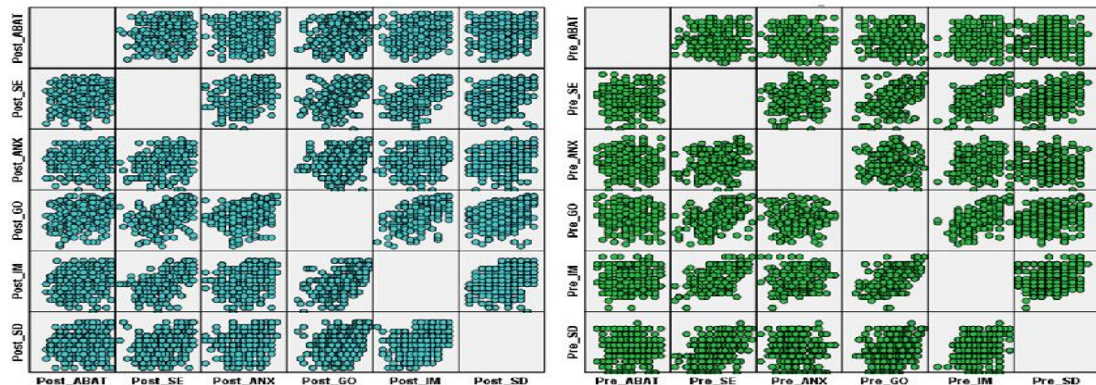 Post_ABAT
Post_SE
Post_ANX
Post_GO
Post_IM
Post_SD
Post_ABAT Post_SE Post_ANX Post_GO Post_IM Post_SD
Pre_ABAT
Pre_SE
Pre_ANX
Pre_GO
Pre_IM
Pre_SD
Pre_ABAT Pre_SE Pre_ANX Pre_GO Pre_IM Pre_SD